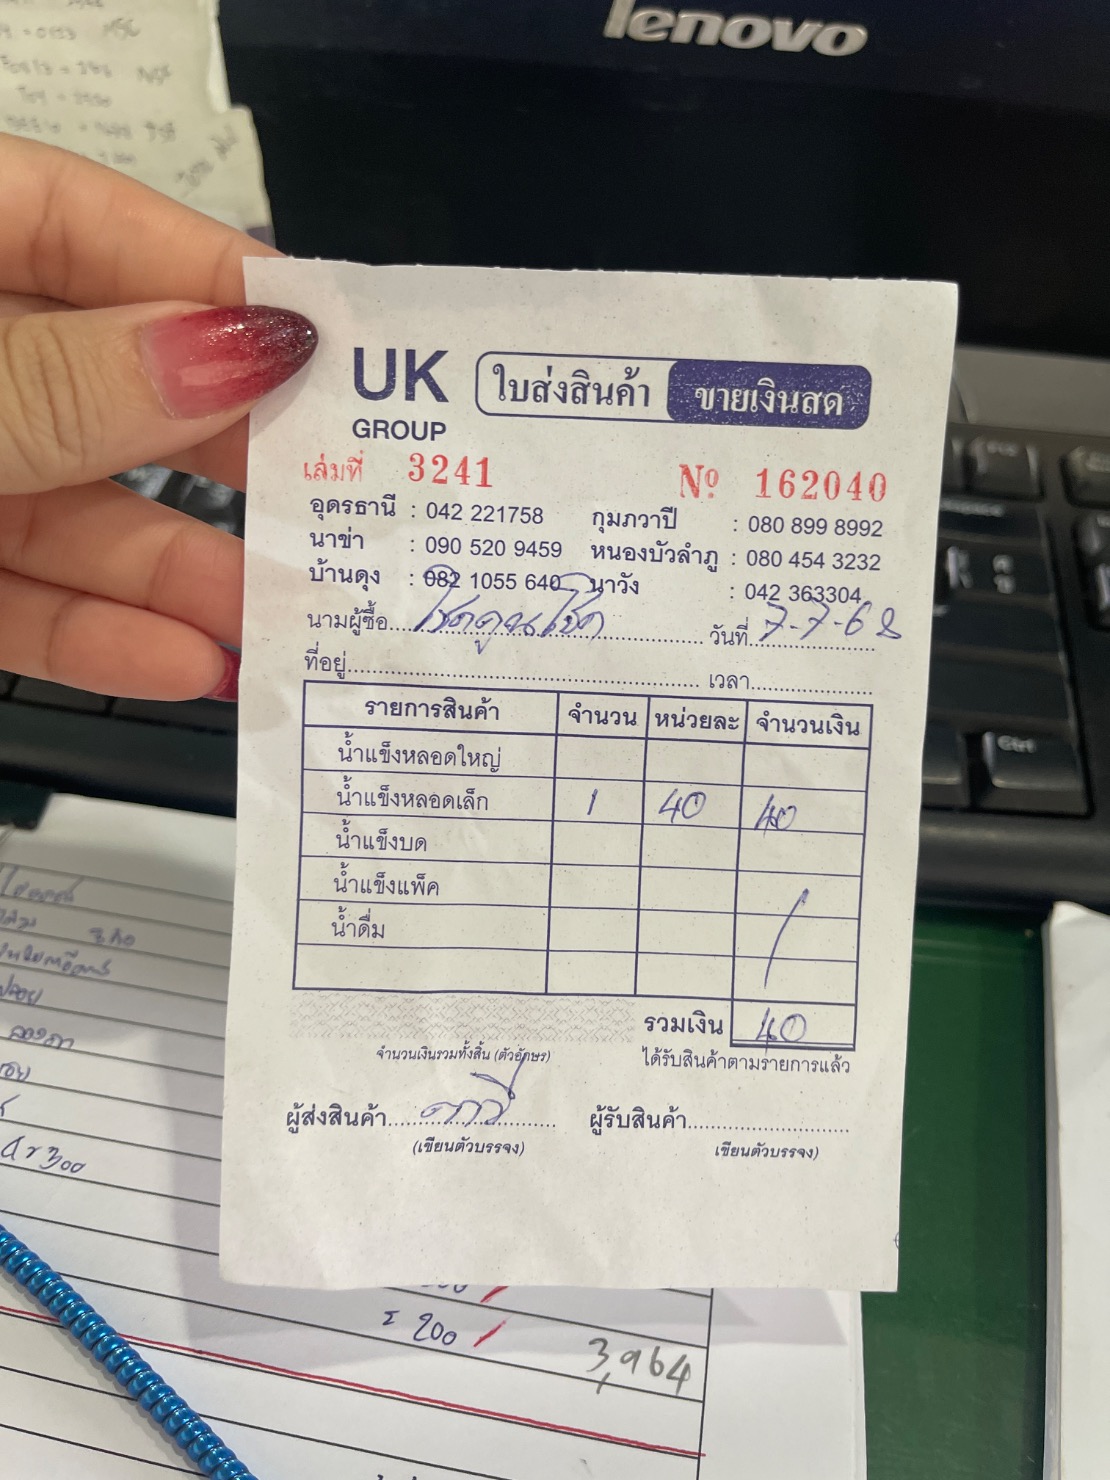 lenovo
UK
GROUP
ใบส่งสินค้า ขายเงินสด
เล่มที่ 3241 Nº 162040
อุดรธานี : 042 221758 กุมภวาปี : 080 899 8992
นาข่า : 090 520 9459 หนองบัวลำภู : 080 454 3232
บ้านดุง : 082 1055 640 นาวัง : 042 363304
นามผู้ซื้อ โชคคูนโชค วันที่ 7-7-68
ที่อยู่ เวลา
รายการสินค้า จำนวน หน่วยละ จำนวนเงิน
น้ำแข็งหลอดใหญ่
น้ำแข็งหลอดเล็ก 1 40 40
น้ำแข็งบด
น้ำแข็งแพ็ค
น้ำดื่ม
รวมเงิน 40
จำนวนเงินรวมทั้งสิ้น (ตัวอักษร) ได้รับสินค้าตามรายการแล้ว
ผู้ส่งสินค้า ผู้รับสินค้า
(เขียนตัวบรรจง) เขียนตัวบรรจง)
Ctrl
= 200
3,964